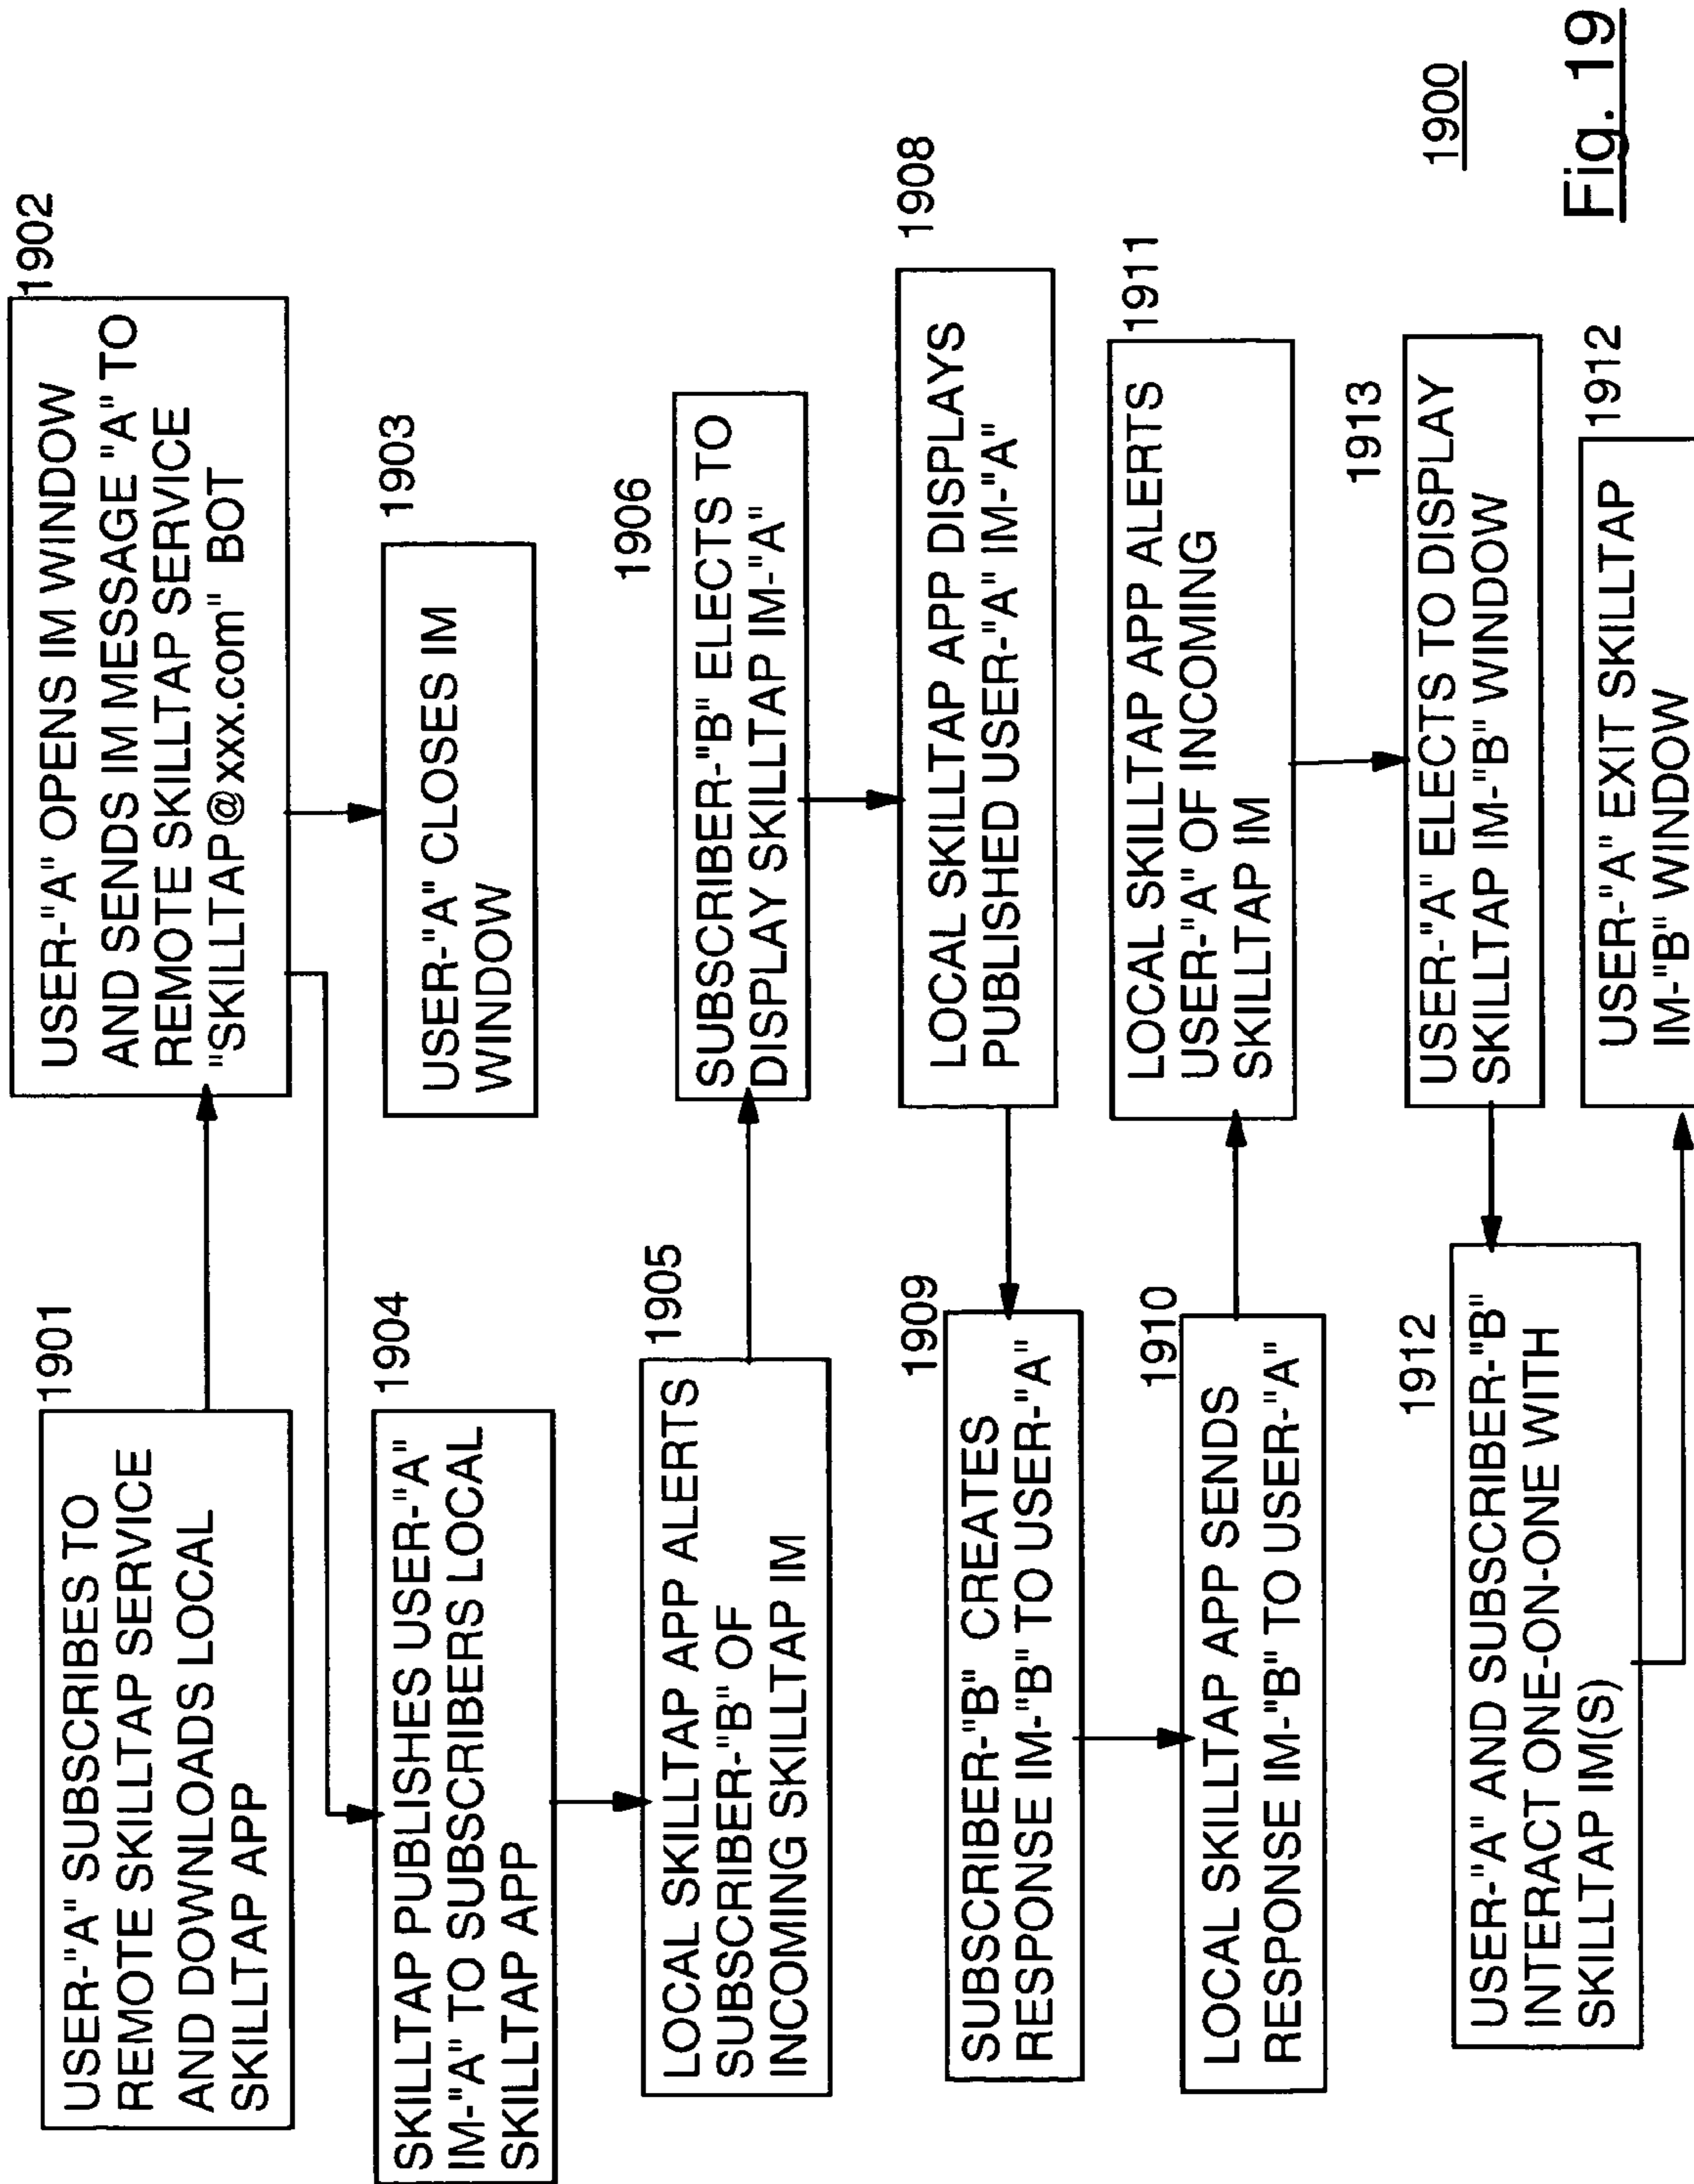 1901
USER-"A" SUBSCRIBES TO
REMOTE SKILLTAP SERVICE
AND DOWNLOADS LOCAL
SKILLTAP APP
1902
USER-"A" OPENS IM WINDOW
AND SENDS IM MESSAGE "A" TO
REMOTE SKILLTAP SERVICE
"SKILLTAP@xxx.com" BOT
1903
USER-"A" CLOSES IM
WINDOW
1904
SKILLTAP PUBLISHES USER-"A"
IM-"A" TO SUBSCRIBERS LOCAL
SKILLTAP APP
1905
LOCAL SKILLTAP APP ALERTS
SUBSCRIBER-"B" OF
INCOMING SKILLTAP IM
1906
SUBSCRIBER-"B" ELECTS TO
DISPLAY SKILLTAP IM-"A"
1908
LOCAL SKILLTAP APP DISPLAYS
PUBLISHED USER-"A" IM-"A"
1909
SUBSCRIBER-"B" CREATES
RESPONSE IM-"B" TO USER-"A"
1910
LOCAL SKILLTAP APP SENDS
RESPONSE IM-"B" TO USER-"A"
1911
LOCAL SKILLTAP APP ALERTS
USER-"A" OF INCOMING
SKILLTAP IM
1913
USER-"A" ELECTS TO DISPLAY
SKILLTAP IM-"B" WINDOW
1912
USER-"A" AND SUBSCRIBER-"B"
INTERACT ONE-ON-ONE WITH
SKILLTAP IM(S)
1912
USER-"A" EXIT SKILLTAP
IM-"B" WINDOW
1900
Fig. 19